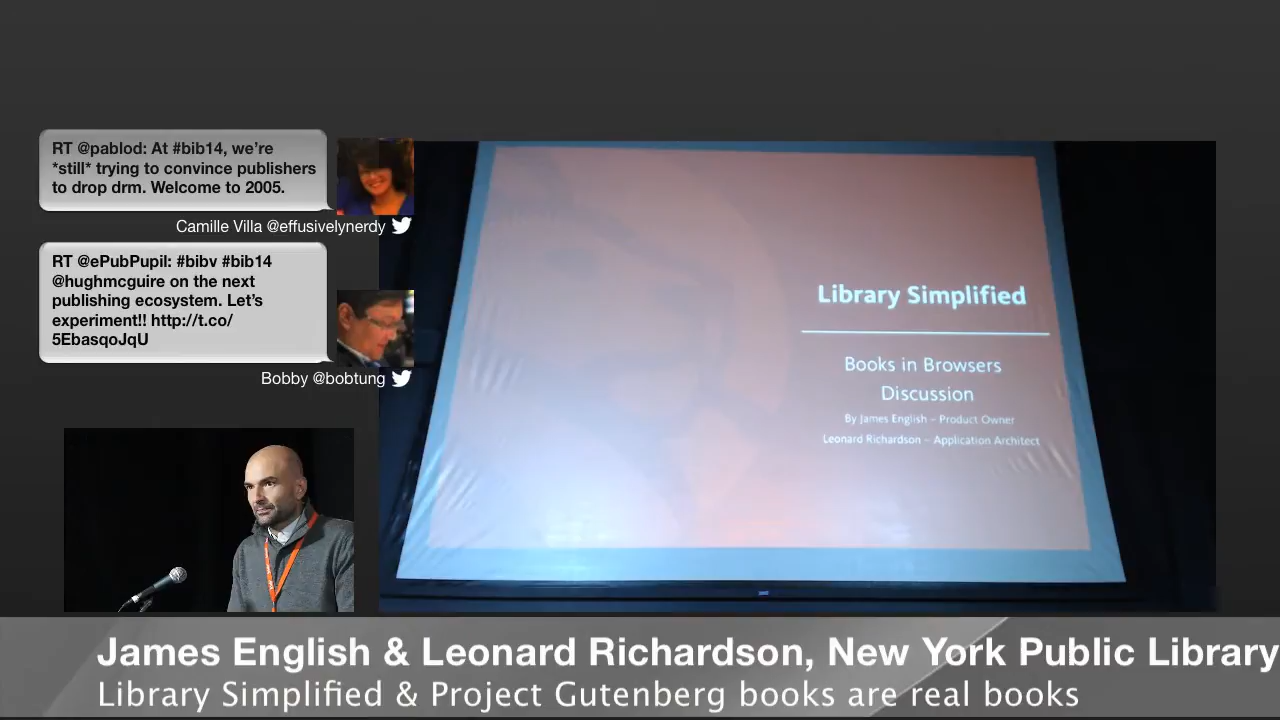 RT @pablod: At #bib14, we’re
*still* trying to convince publishers
to drop drm. Welcome to 2005.
Camille Villa @effusivelynerdy
RT @ePubPupil: #bibv #bib14
@hughmcguire on the next
publishing ecosystem. Let’s
experiment!! http://t.co/
5EbasqoJqU
Bobby @bobtung
Library Simplified
Books in Browsers
Discussion
By James English – Product Owner
Leonard Richardson – Application Architect
James English & Leonard Richardson, New York Public Library
Library Simplified & Project Gutenberg books are real books